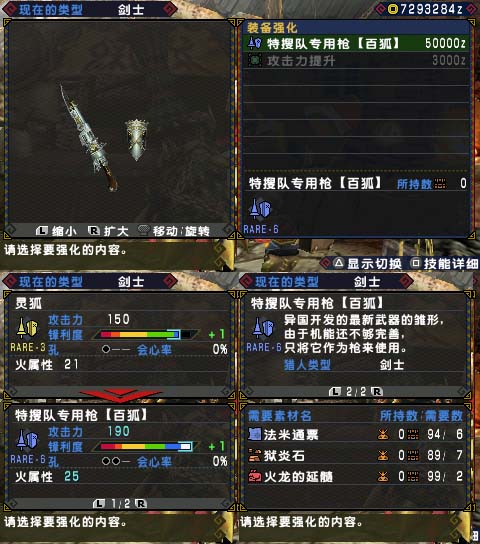 现在的类型 剑士
缩小 扩大 移动/旋转
请选择要强化的内容。
7293284z
装备强化
特搜队专用枪【百狐】 50000z
攻击力提升 3000z
特搜队专用枪【百狐】 所持数 0
RARE-6
显示切换 技能详细
现在的类型 剑士
灵狐
攻击力 150
锋利度 +1
RARE-3 孔 会心率 0%
火属性 21
特搜队专用枪【百狐】
攻击力 190
锋利度 +1
RARE-6 孔 会心率 0%
火属性 25
L 1/2 R
请选择要强化的内容。
现在的类型 剑士
特搜队专用枪【百狐】
异国开发的最新武器的雏形，
由于机能还不够完善，
RARE-6 只将它作为枪来使用。
猎人类型 剑士
L 2/2 R
需要素材名 所持数/需要数
法米通票 0 94/ 6
狱炎石 0 89/ 7
火龙的延髓 0 99/ 2
请选择要强化的内容。